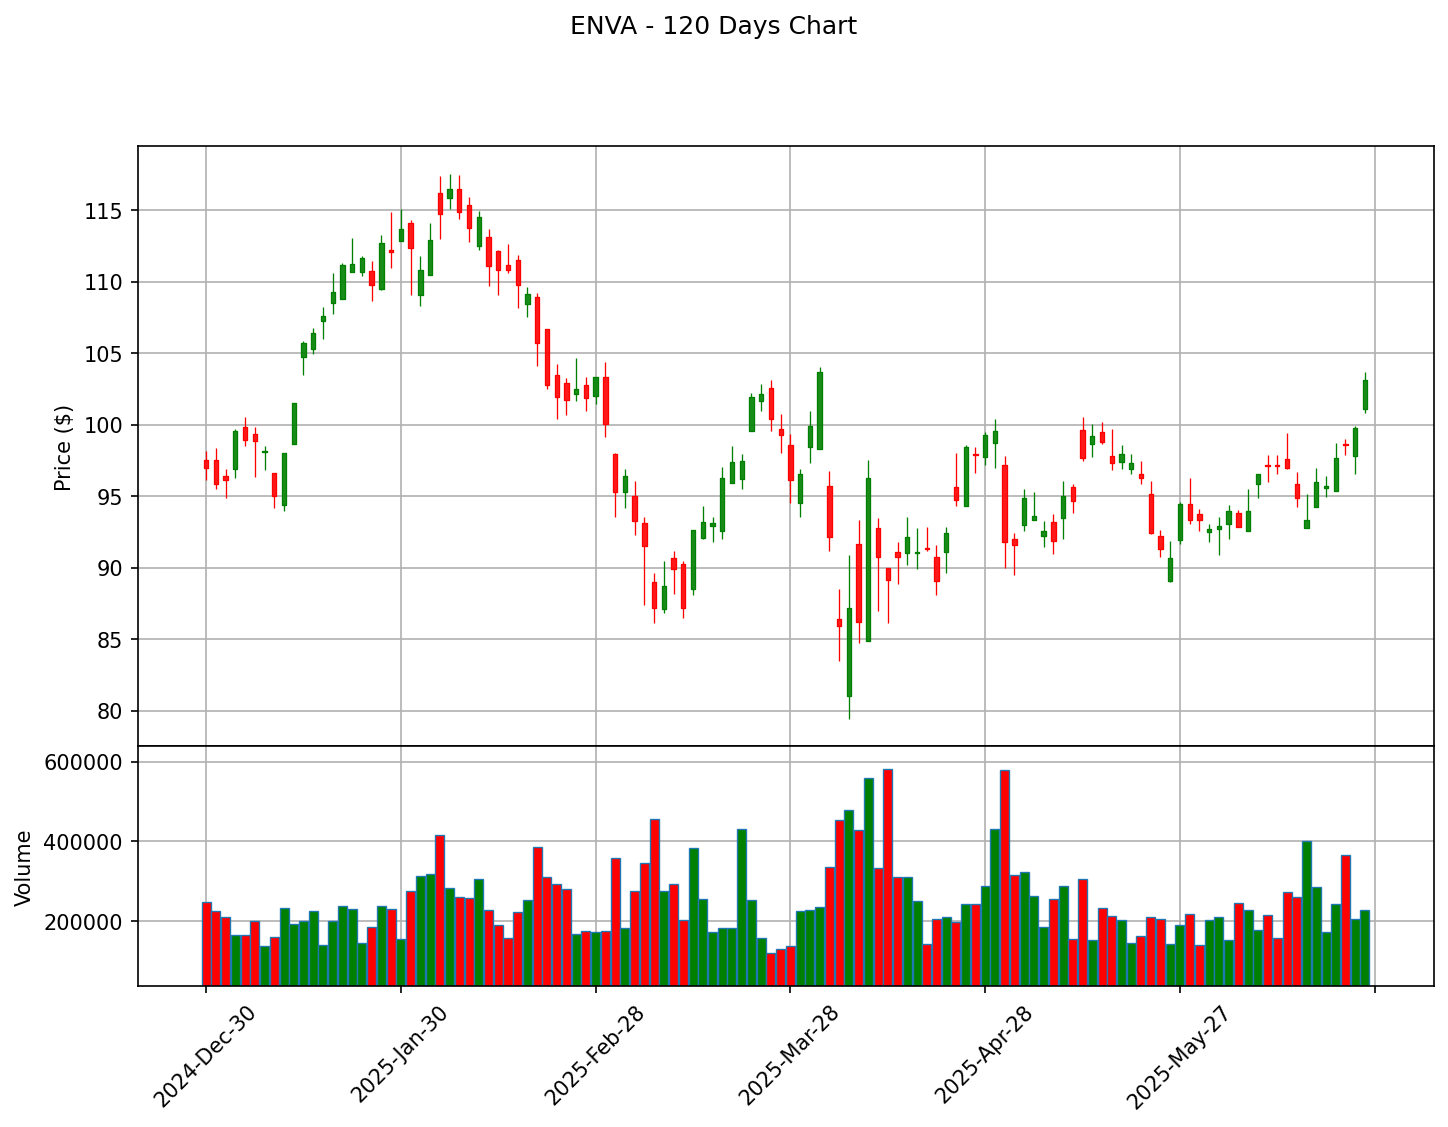 ENVA - 120 Days Chart
Price ($)
115
110
105
100
95
90
85
80
Volume
600000
400000
200000
2024-Dec-30
2025-Jan-30
2025-Feb-28
2025-Mar-28
2025-Apr-28
2025-May-27